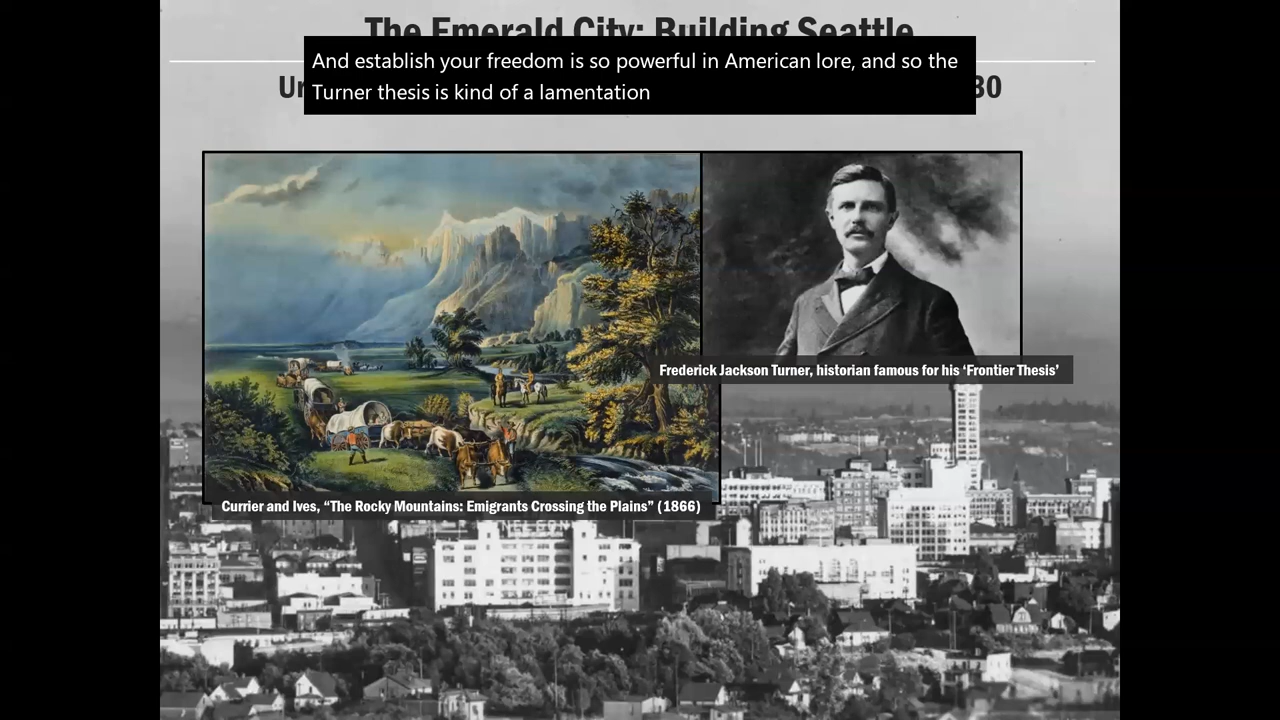 The Emerald City: Building Seattle
And establish your freedom is so powerful in American lore, and so the
Turner thesis is kind of a lamentation
30
Frederick Jackson Turner, historian famous for his ‘Frontier Thesis’
Currier and Ives, “The Rocky Mountains: Emigrants Crossing the Plains” (1866)